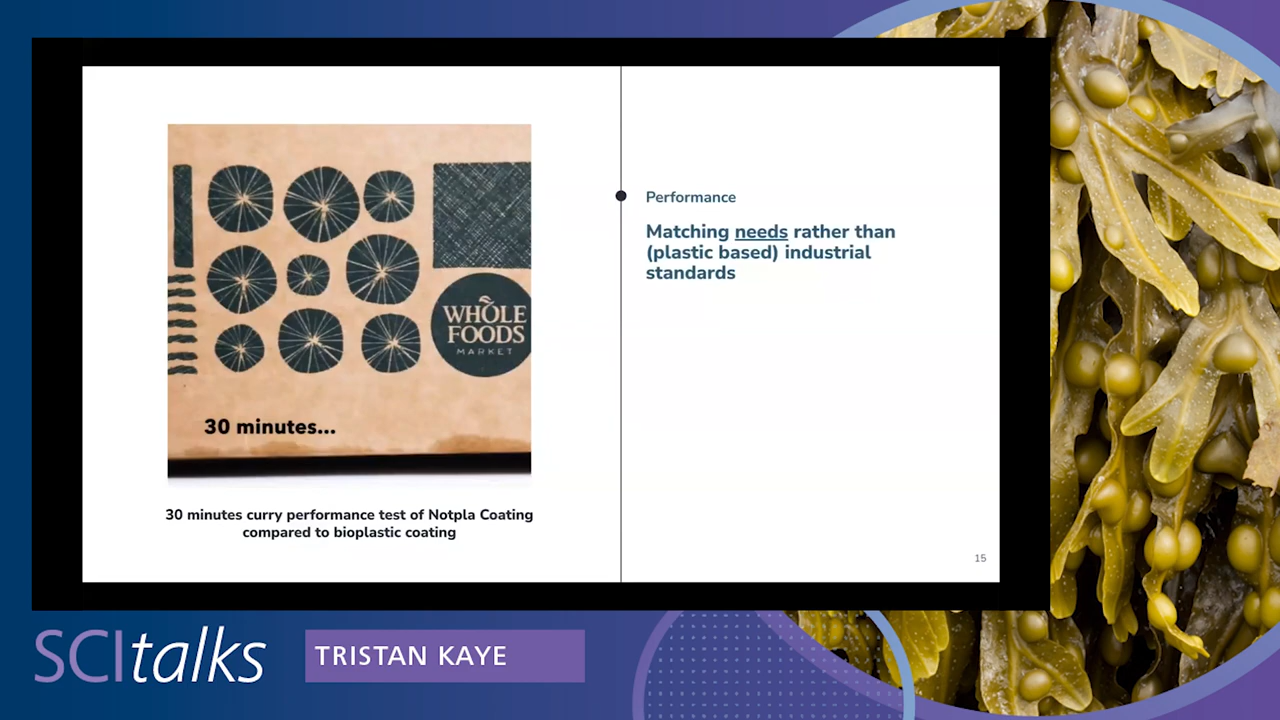 WHOLE
FOODS
MARKET
30 minutes...
30 minutes curry performance test of Notpla Coating
compared to bioplastic coating
Performance
Matching needs rather than
(plastic based) industrial
standards
15
SCItalks
TRISTAN KAYE